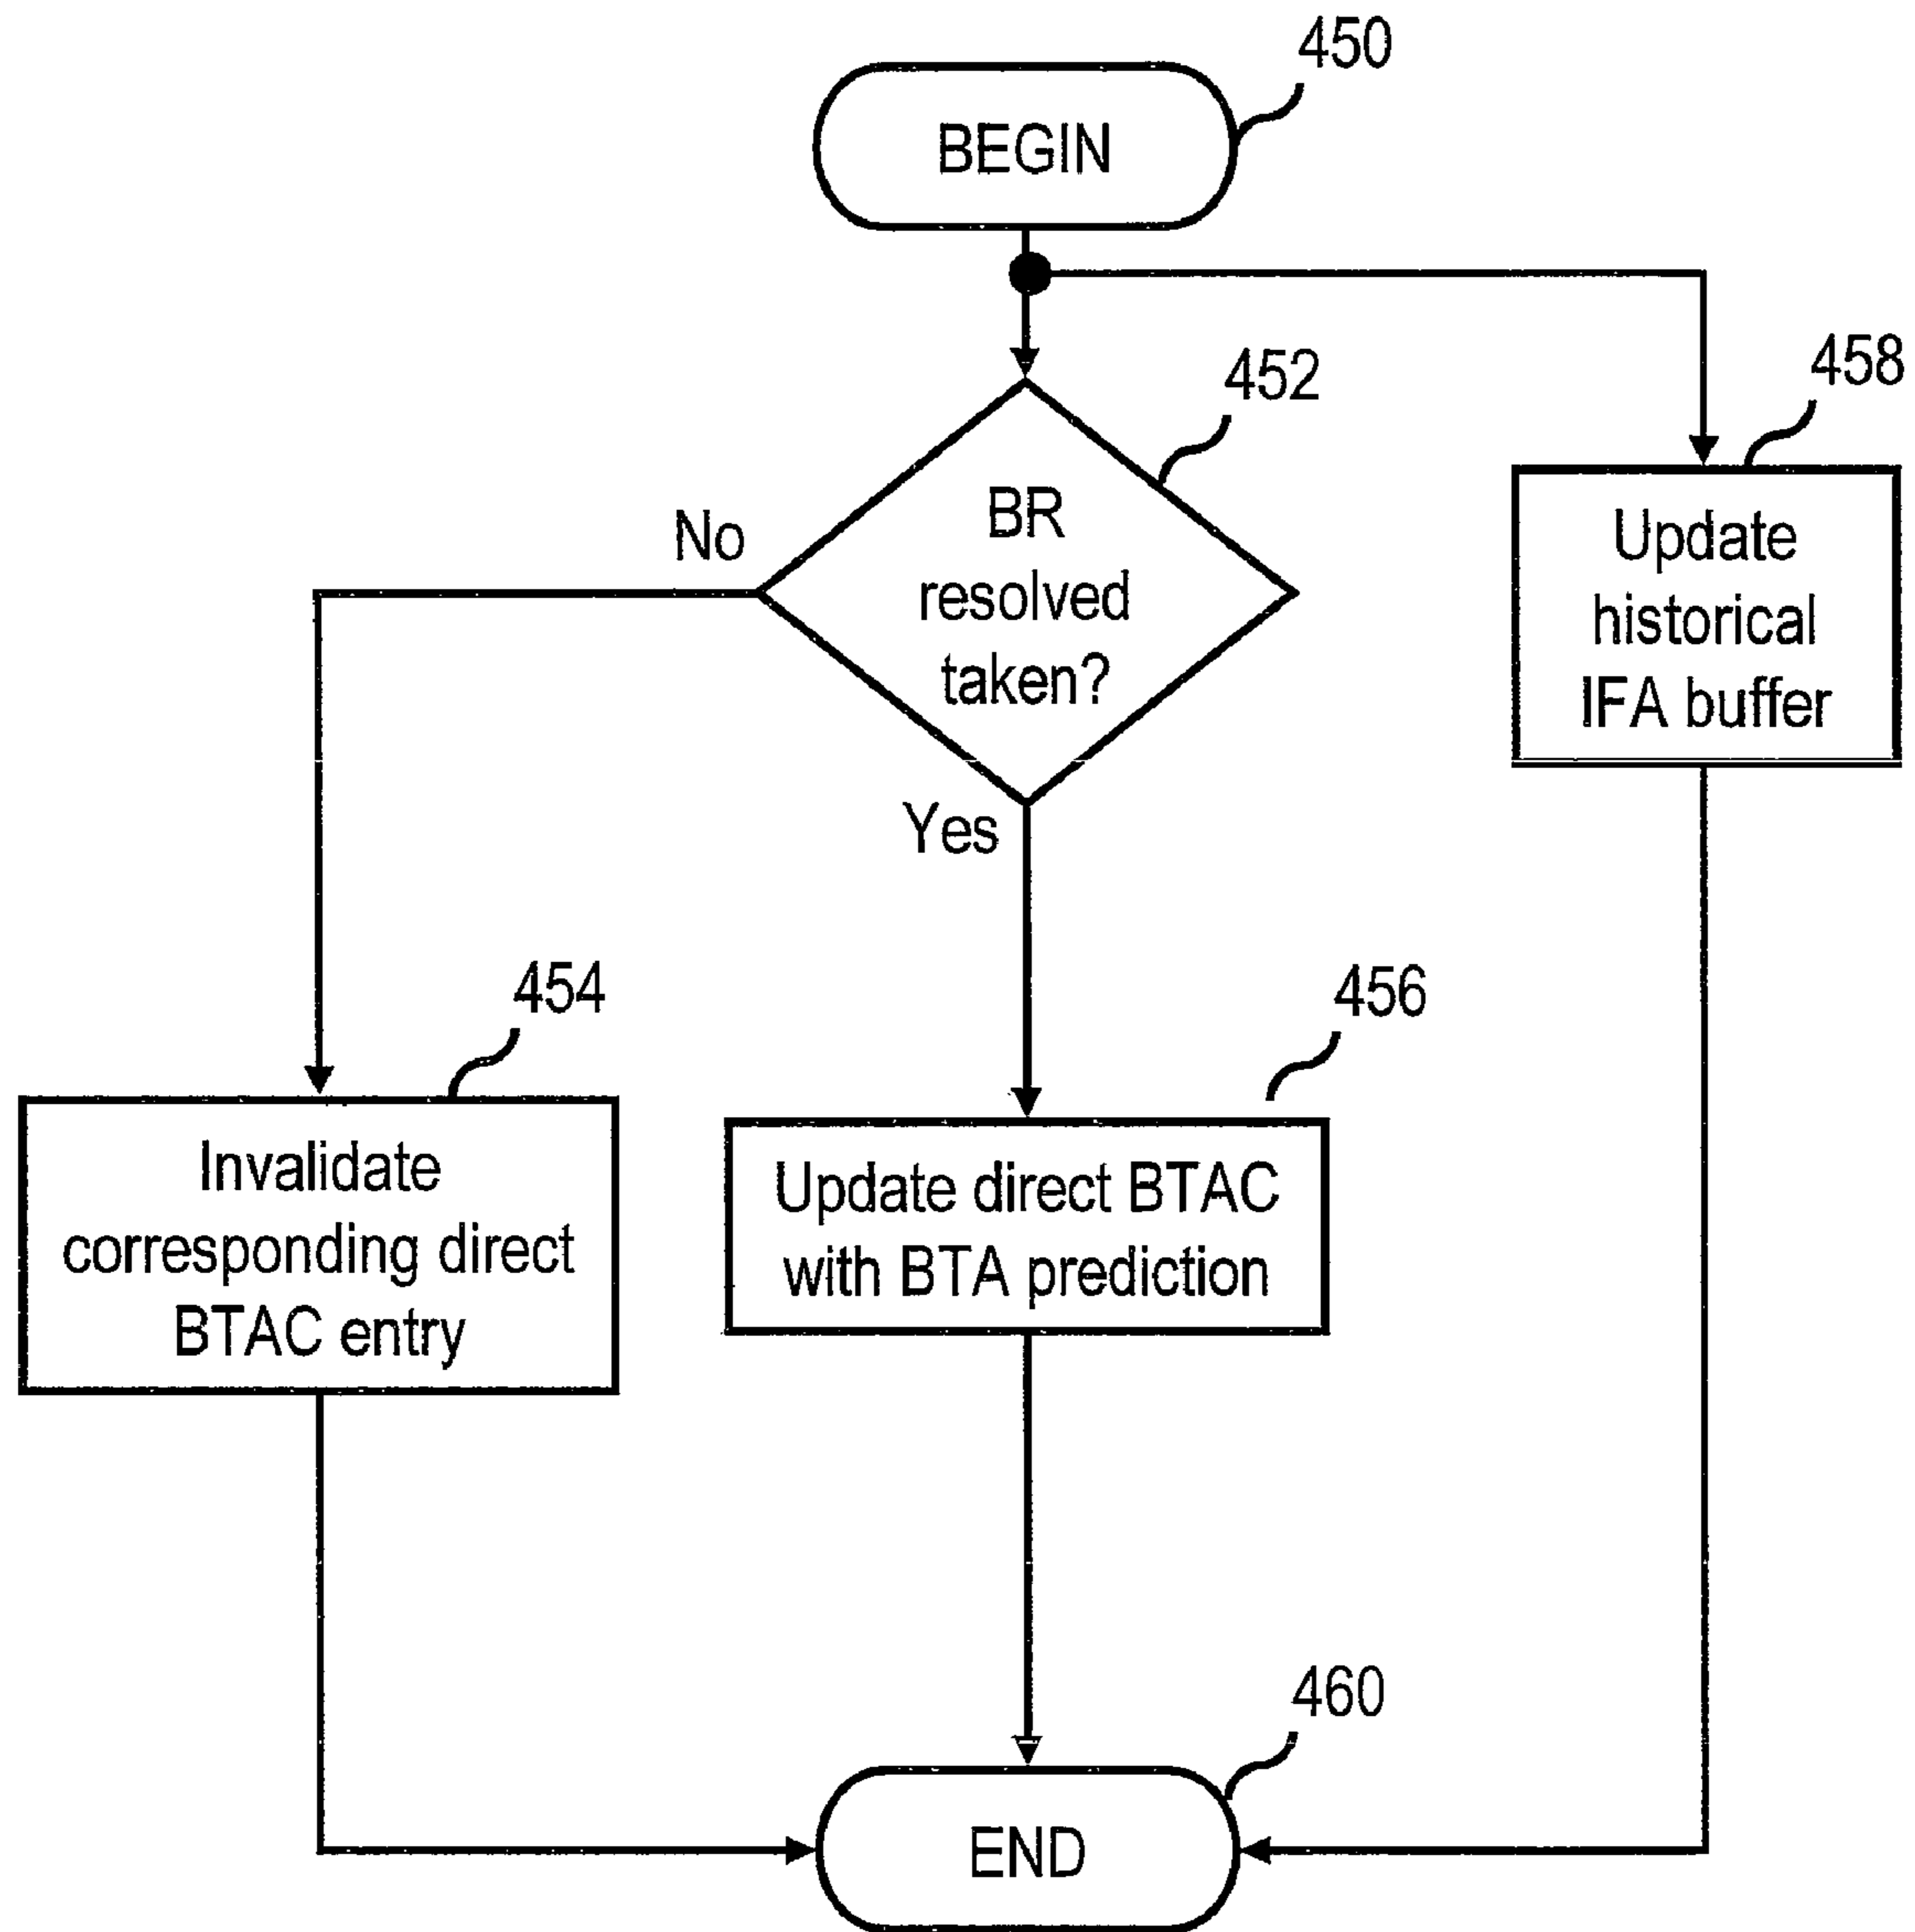 450
BEGIN
452
458
No
BR
resolved
taken?
Update
historical
IFA buffer
Yes
454
456
Invalidate
corresponding direct
BTAC entry
Update direct BTAC
with BTA prediction
460
END